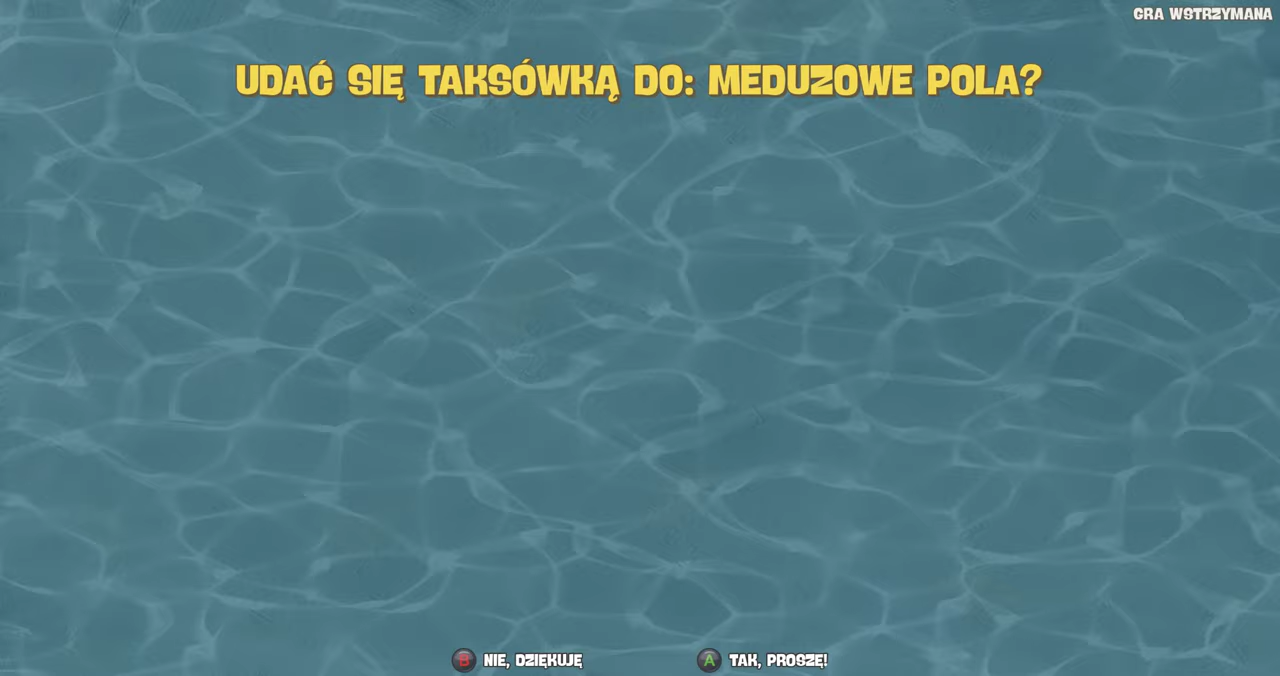 GRA WSTRZYMANA
UDAĆ SIĘ TAKSÓWKĄ DO: MEDUZOWE POLA?
B NIE, DZIĘKUJĘ
A TAK, PROSZĘ!